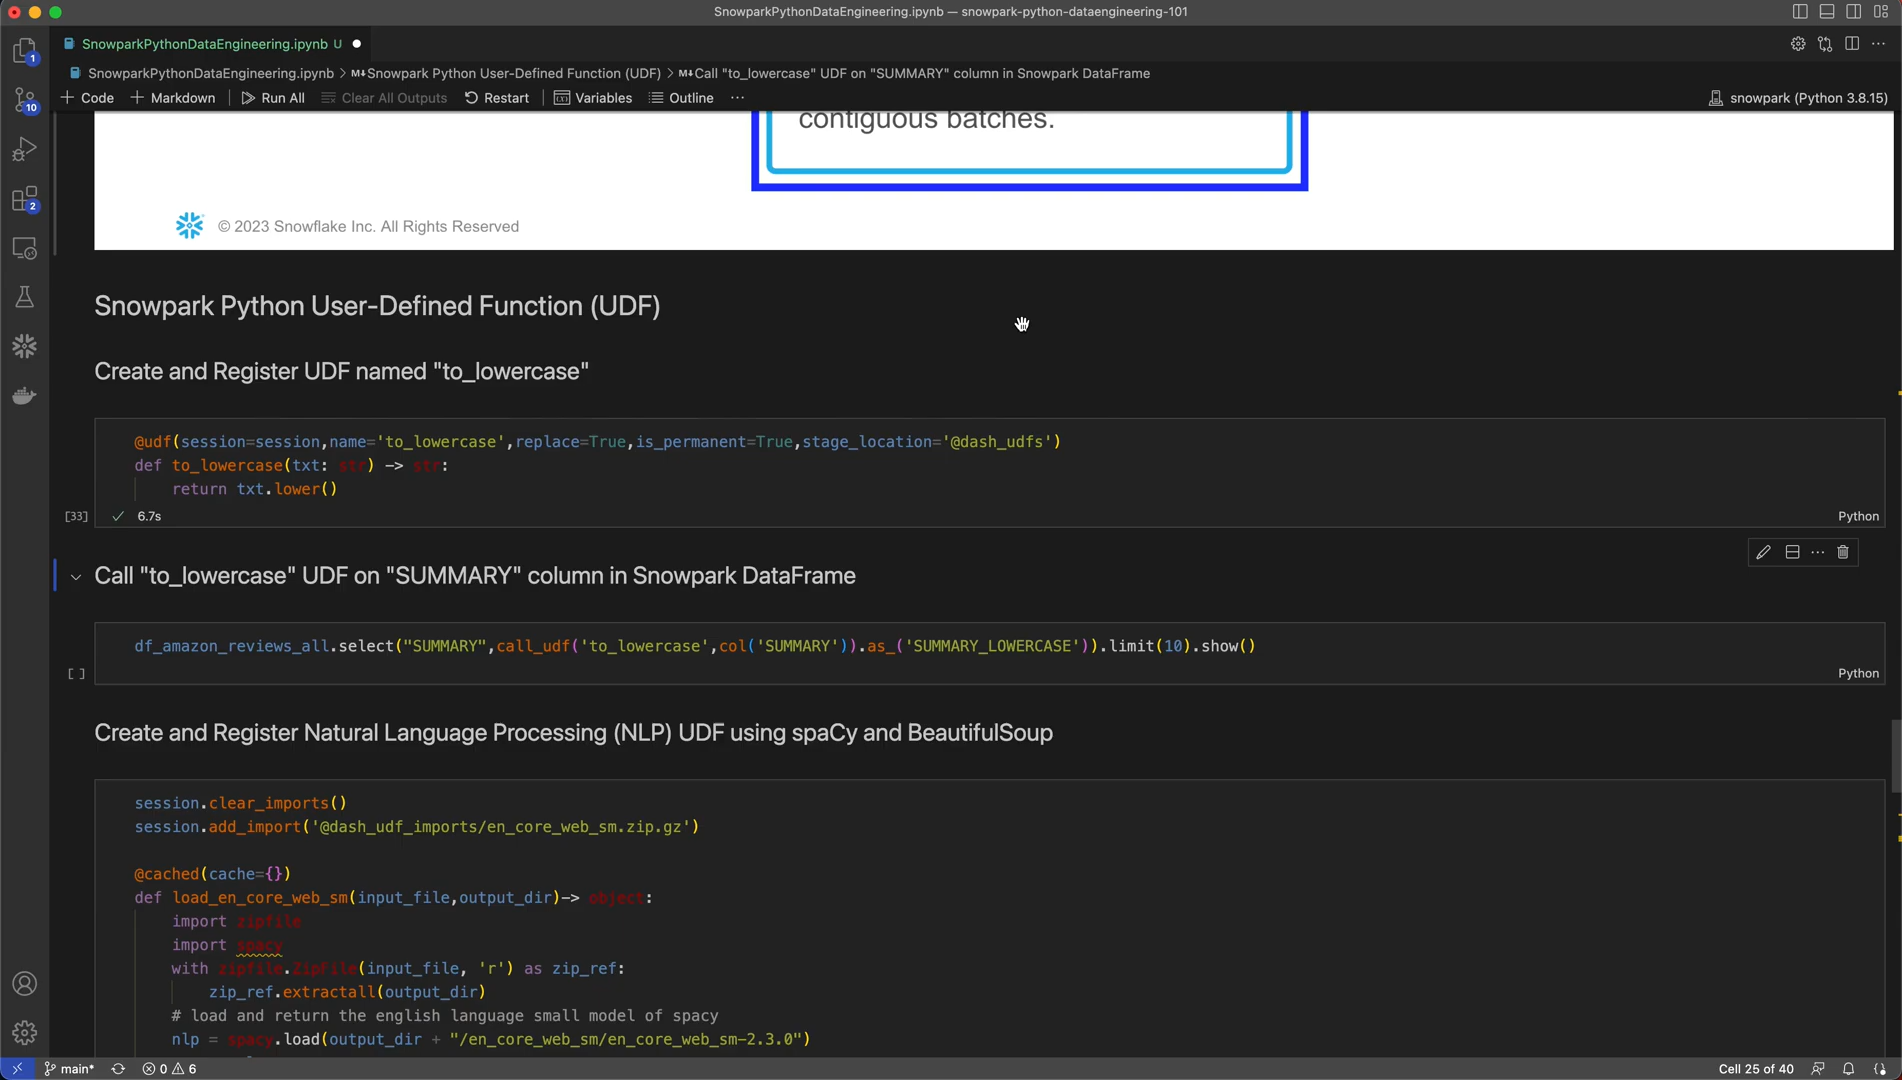 SnowparkPythonDataEngineering.ipynb — snowpark-python-dataengineering-101
SnowparkPythonDataEngineering.ipynb U
SnowparkPythonDataEngineering.ipynb > M↓Snowpark Python User-Defined Function (UDF) > M↓Call "to_lowercase" UDF on "SUMMARY" column in Snowpark DataFrame
+ Code + Markdown Run All Clear All Outputs Restart Variables Outline ...
snowpark (Python 3.8.15)
1
10
2
contiguous batches.
© 2023 Snowflake Inc. All Rights Reserved
Snowpark Python User-Defined Function (UDF)
Create and Register UDF named "to_lowercase"
@udf(session=session,name='to_lowercase',replace=True,is_permanent=True,stage_location='@dash_udfs')
def to_lowercase(txt: str) -> str:
return txt.lower()
[33] ✓ 6.7s
Python
Call "to_lowercase" UDF on "SUMMARY" column in Snowpark DataFrame
df_amazon_reviews_all.select("SUMMARY",call_udf('to_lowercase',col('SUMMARY')).as_('SUMMARY_LOWERCASE')).limit(10).show()
[ ]
Python
Create and Register Natural Language Processing (NLP) UDF using spaCy and BeautifulSoup
session.clear_imports()
session.add_import('@dash_udf_imports/en_core_web_sm.zip.gz')
@cached(cache={})
def load_en_core_web_sm(input_file,output_dir)-> object:
import zipfile
import spacy
with zipfile.ZipFile(input_file, 'r') as zip_ref:
zip_ref.extractall(output_dir)
# load and return the english language small model of spacy
nlp = spacy.load(output_dir + "/en_core_web_sm/en_core_web_sm-2.3.0")
main* 0 6
Cell 25 of 40